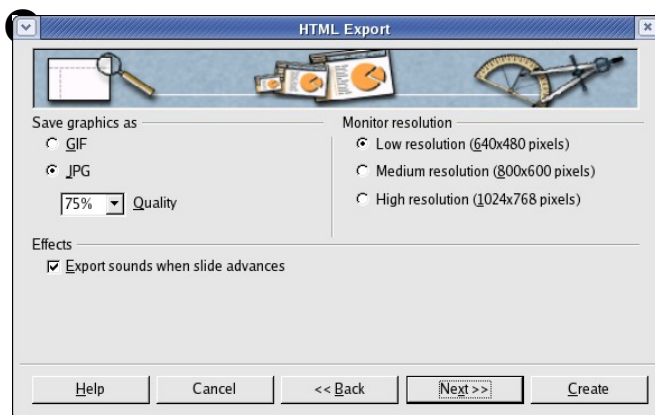 HTML Export
Save graphics as
GIF
JPG
75% Quality
Monitor resolution
Low resolution (640x480 pixels)
Medium resolution (800x600 pixels)
High resolution (1024x768 pixels)
Effects
Export sounds when slide advances
Help Cancel << Back Next >> Create